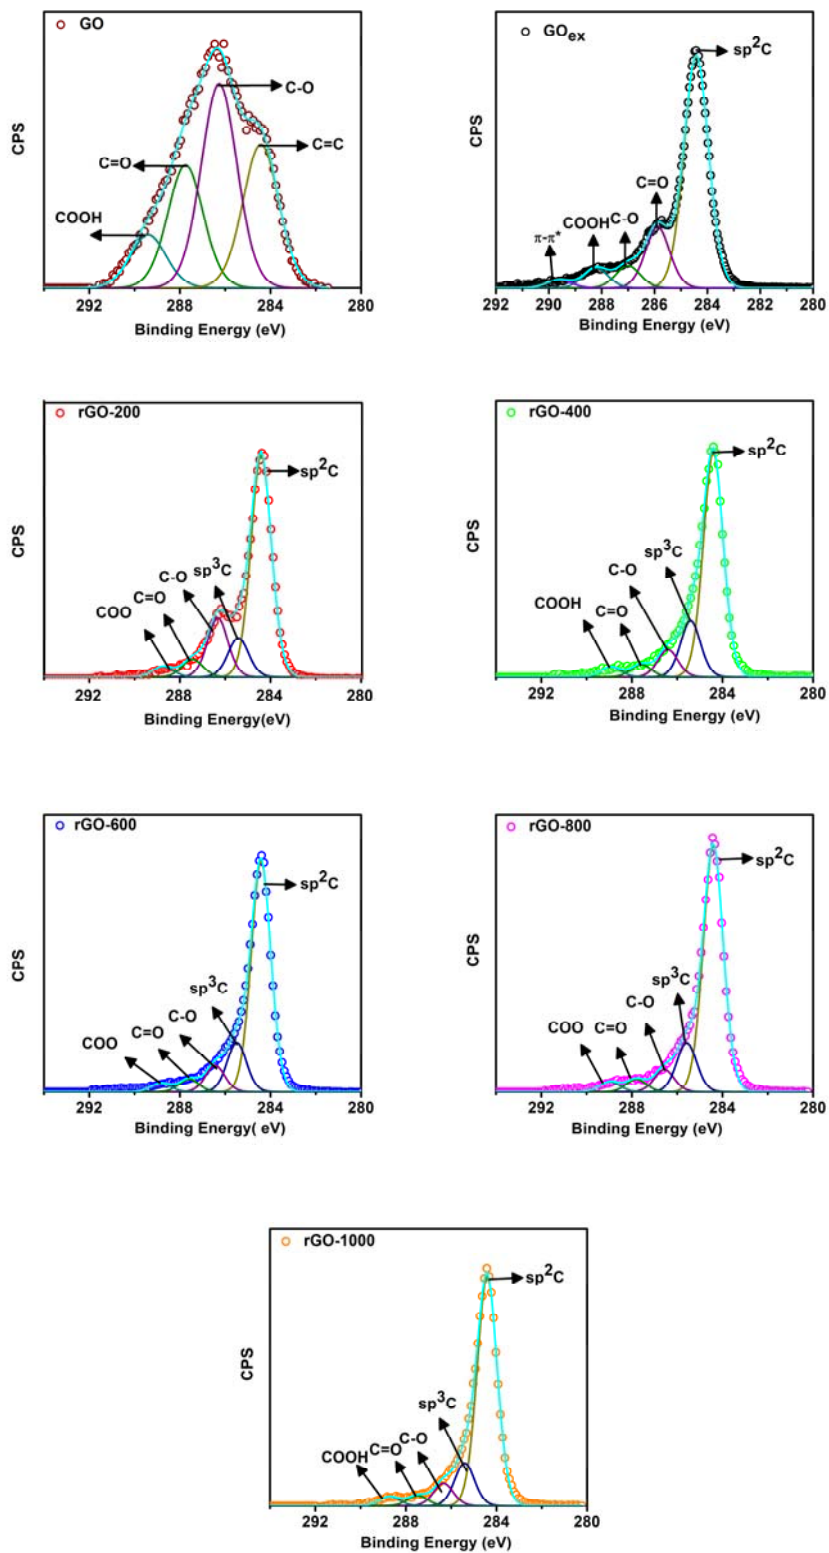 GO
CPS
C-O
C=C
C=O
COOH
292 288 284 280
Binding Energy (eV)
GOex
CPS
sp2C
C=O
C-O
COOH
π-π*
292 290 288 286 284 282 280
Binding Energy (eV)
rGO-200
CPS
sp2C
sp3C
C-O
C=O
COO
292 288 284 280
Binding Energy(eV)
rGO-400
CPS
sp2C
sp3C
C-O
C=O
COOH
292 288 284 280
Binding Energy (eV)
rGO-600
CPS
sp2C
sp3C
C-O
C=O
COO
292 288 284 280
Binding Energy( eV)
rGO-800
CPS
sp2C
sp3C
C-O
C=O
COO
292 288 284 280
Binding Energy (eV)
rGO-1000
CPS
sp2C
sp3C
C-O
C=O
COOH
292 288 284 280
Binding Energy (eV)